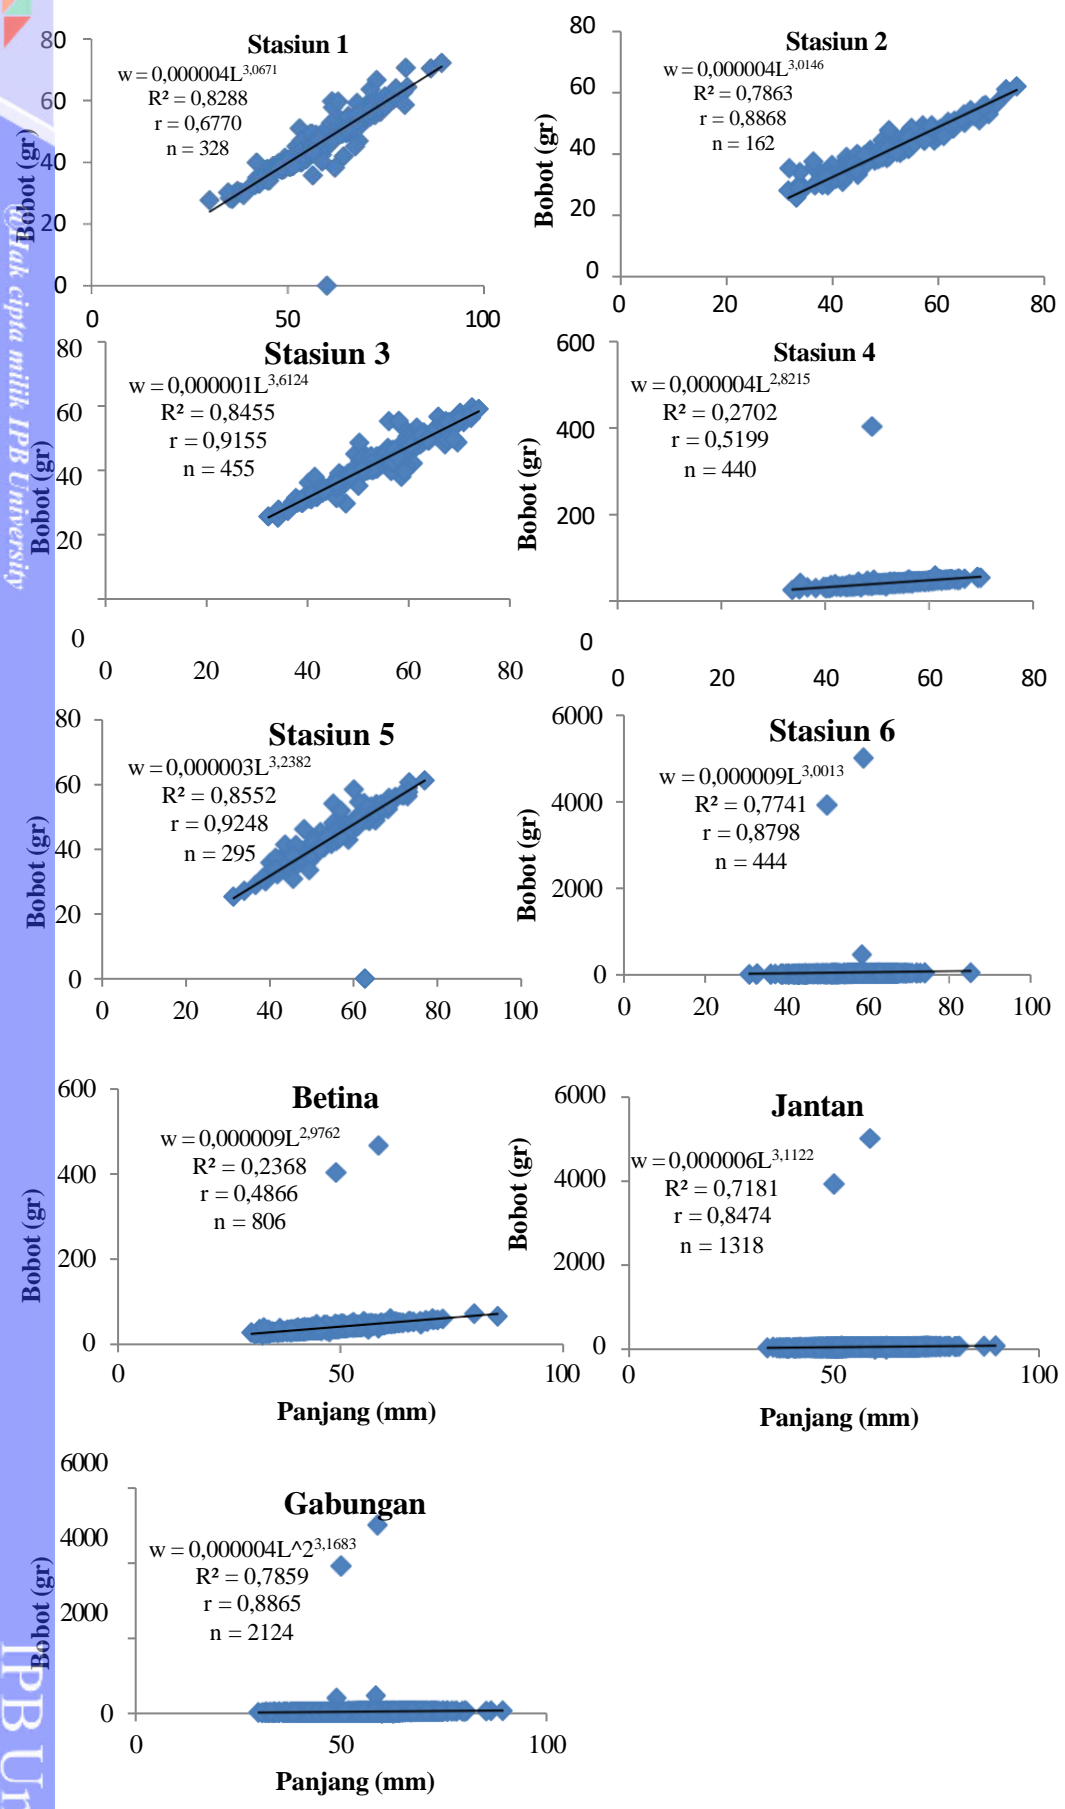 Stasiun 1
w = 0,000004L3,0671
R² = 0,8288
r = 0,6770
n = 328
Bobot (gr)
80
60
40
20
0
0 50 100
Stasiun 2
w = 0,000004L3,0146
R² = 0,7863
r = 0,8868
n = 162
Bobot (gr)
80
60
40
20
0
0 20 40 60 80
Stasiun 3
w = 0,000001L3,6124
R² = 0,8455
r = 0,9155
n = 455
Bobot (gr)
80
60
40
20
0
0 20 40 60 80
Stasiun 4
w = 0,000004L2,8215
R² = 0,2702
r = 0,5199
n = 440
Bobot (gr)
600
400
200
0
0 20 40 60 80
Stasiun 5
w = 0,000003L3,2382
R² = 0,8552
r = 0,9248
n = 295
Bobot (gr)
80
60
40
20
0
0 20 40 60 80 100
Stasiun 6
w = 0,000009L3,0013
R² = 0,7741
r = 0,8798
n = 444
Bobot (gr)
6000
4000
2000
0
0 20 40 60 80 100
Betina
w = 0,000009L2,9762
R² = 0,2368
r = 0,4866
n = 806
Bobot (gr)
600
400
200
0
0 50 100
Panjang (mm)
Jantan
w = 0,000006L3,1122
R² = 0,7181
r = 0,8474
n = 1318
Bobot (gr)
6000
4000
2000
0
0 50 100
Panjang (mm)
Gabungan
w = 0,000004L^23,1683
R² = 0,7859
r = 0,8865
n = 2124
Bobot (gr)
6000
4000
2000
0
0 50 100
Panjang (mm)
@Hak cipta milik IPB University
IPB Un